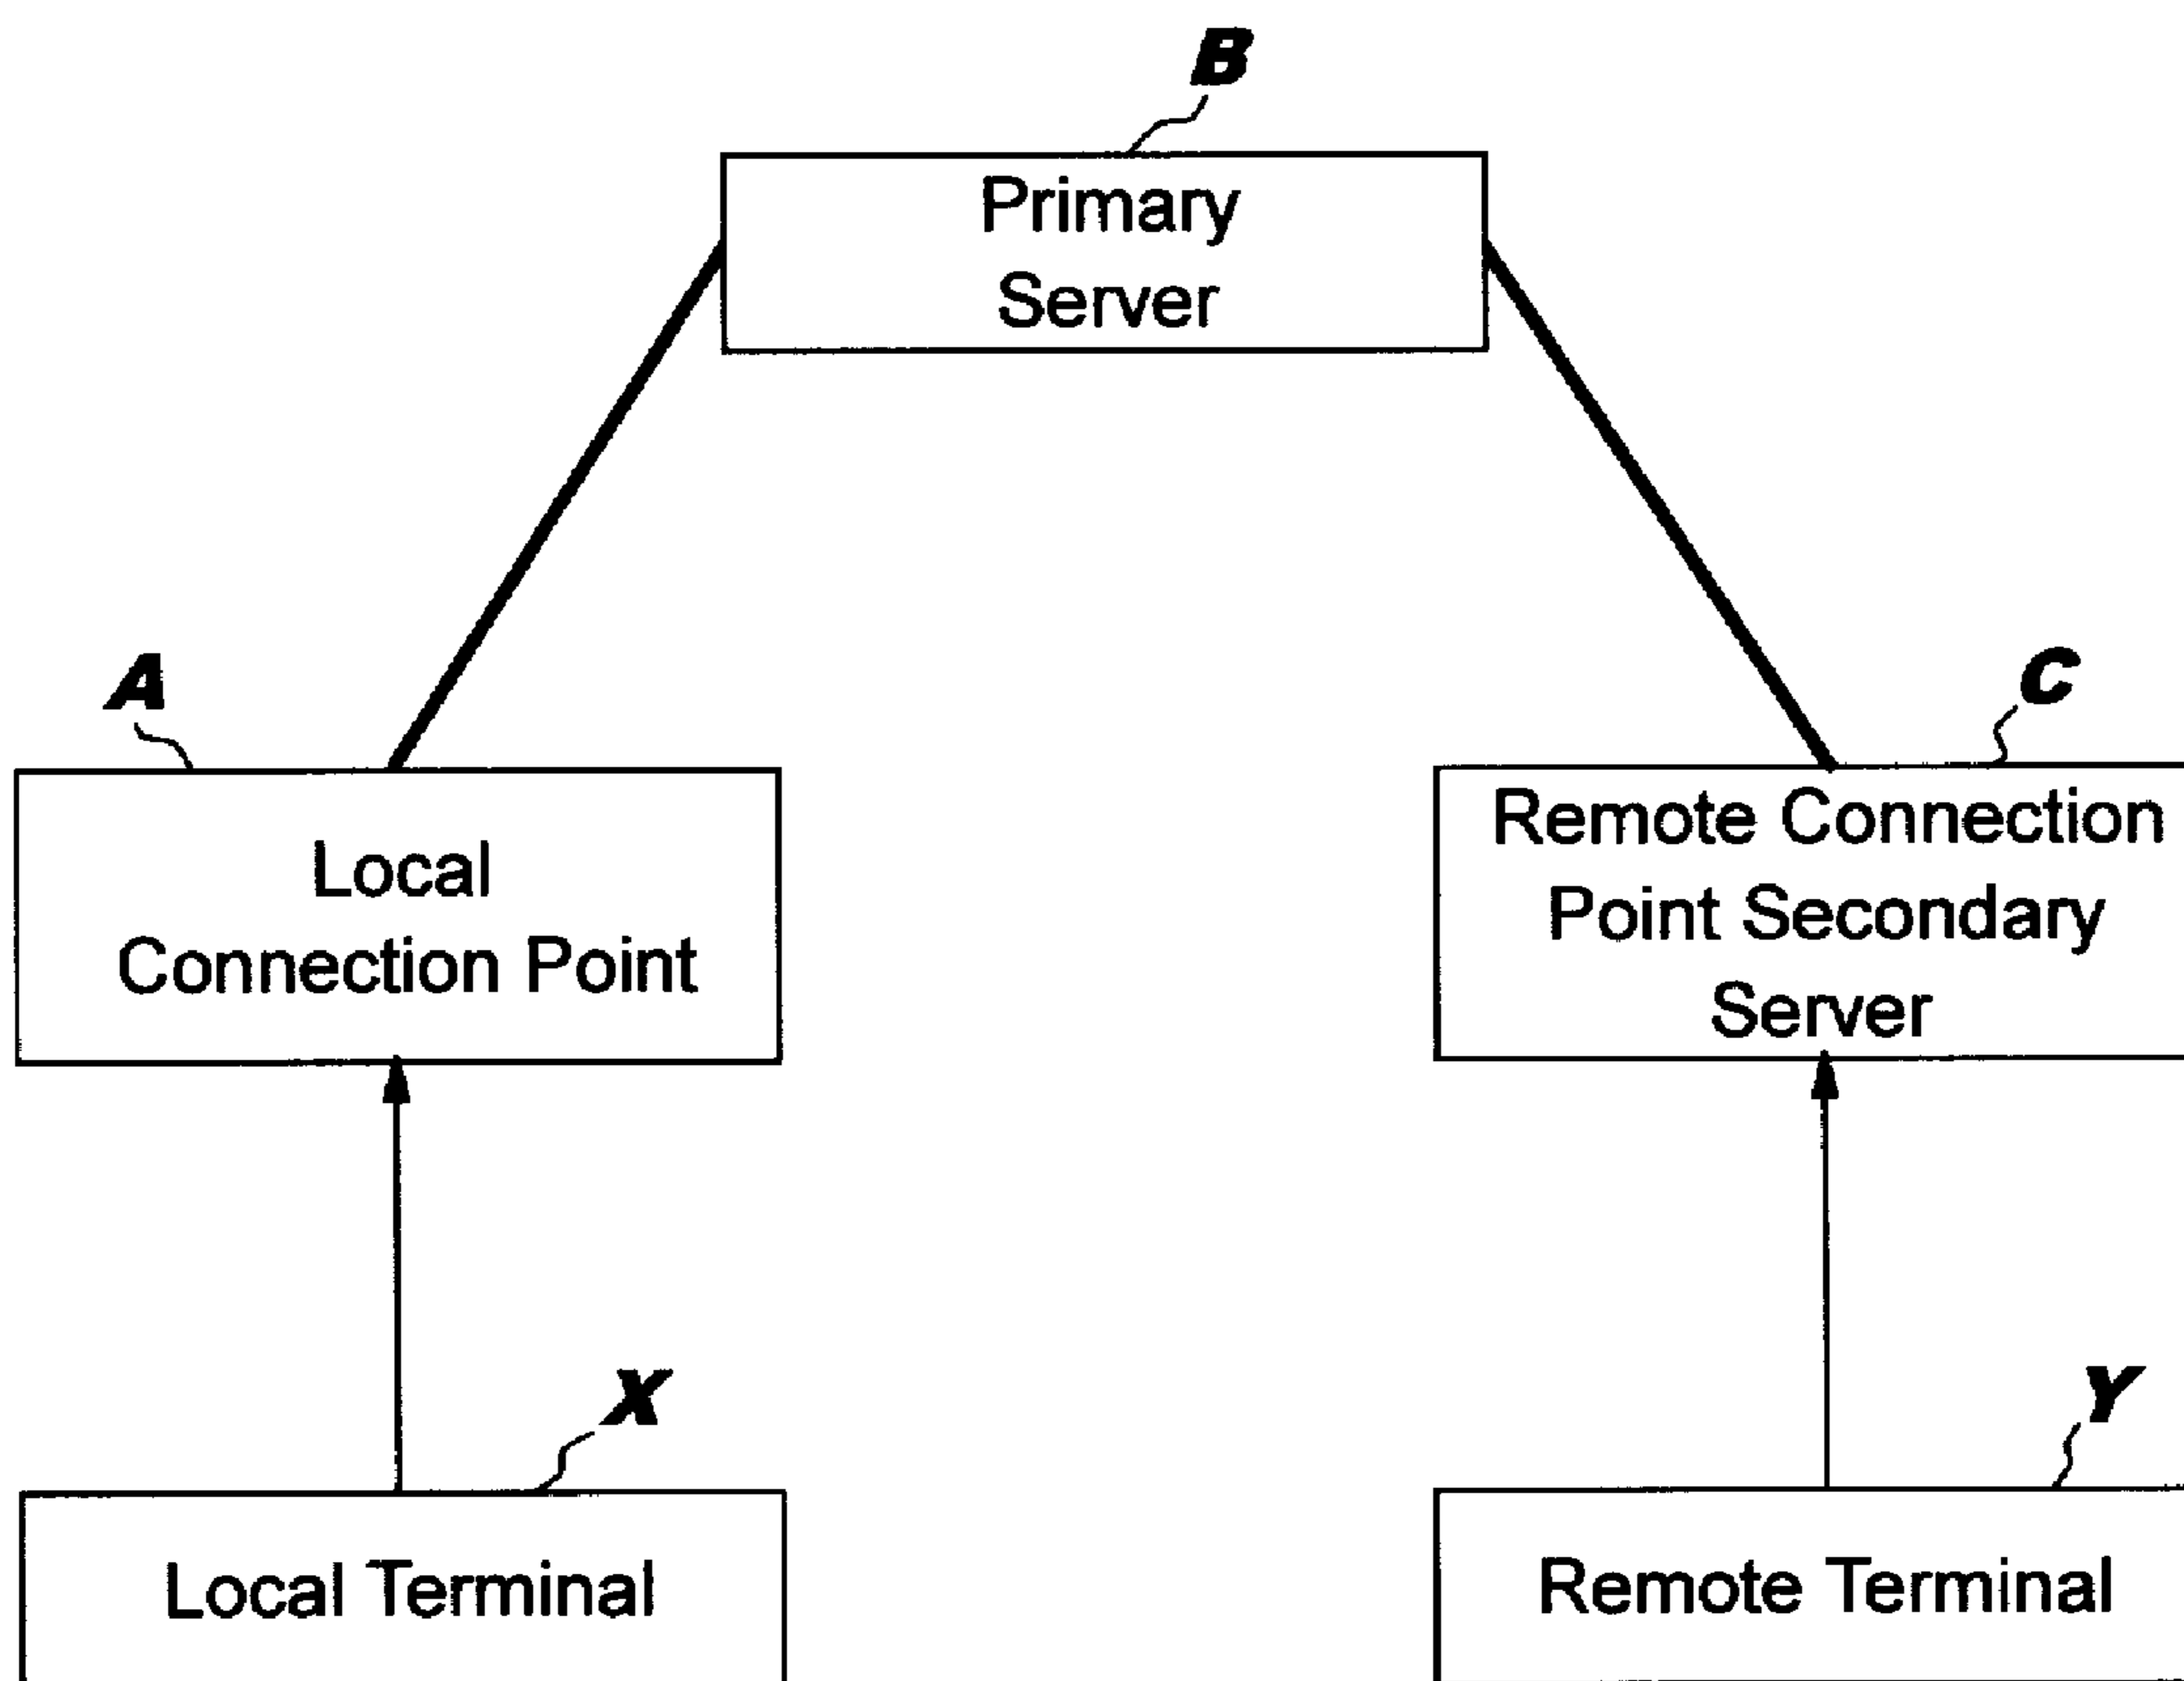 B
Primary
Server
A
C
Local
Connection Point
Remote Connection
Point Secondary
Server
X
Y
Local Terminal
Remote Terminal